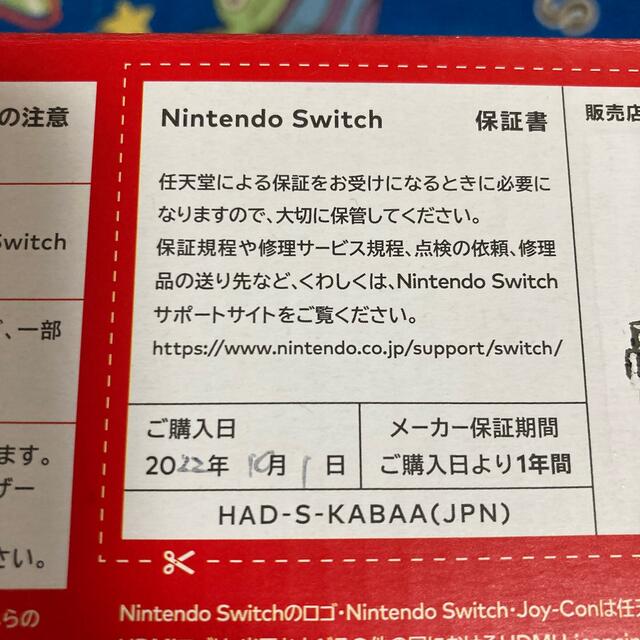 の注意
Nintendo Switch 保証書
販売店
任天堂による保証をお受けになるときに必要に
なりますので、大切に保管してください。
保証規程や修理サービス規程、点検の依頼、修理
品の送り先など、くわしくは、Nintendo Switch
サポートサイトをご覧ください。
https://www.nintendo.co.jp/support/switch/
Switch
、一部
ます。
ザー
さい。
ご購入日
2022年 10月 1日
メーカー保証期間
ご購入日より1年間
HAD-S-KABAA(JPN)
らの
Nintendo Switchのロゴ・Nintendo Switch・Joy-Conは任天